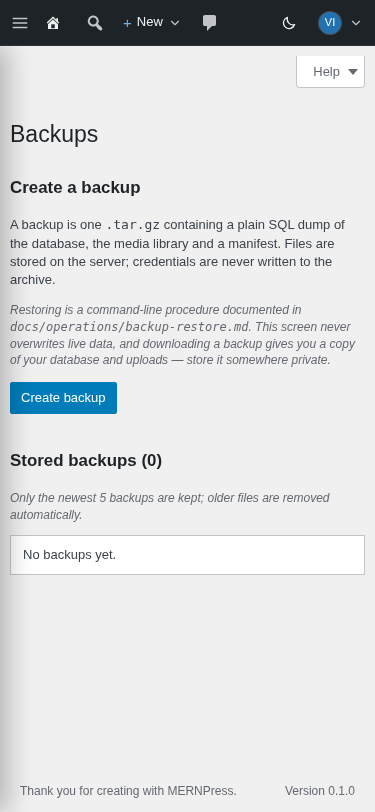 + New
VI
Help
Backups
Create a backup
A backup is one .tar.gz containing a plain SQL dump of
the database, the media library and a manifest. Files are
stored on the server; credentials are never written to the
archive.
Restoring is a command-line procedure documented in
docs/operations/backup-restore.md. This screen never
overwrites live data, and downloading a backup gives you a copy
of your database and uploads — store it somewhere private.
Create backup
Stored backups (0)
Only the newest 5 backups are kept; older files are removed
automatically.
No backups yet.
Thank you for creating with MERNPress.
Version 0.1.0